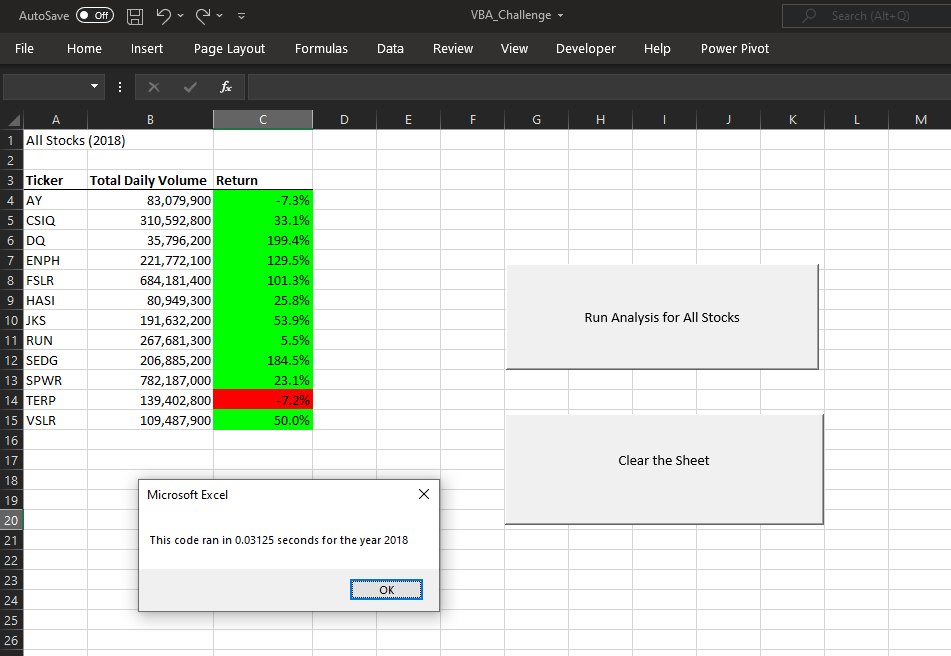 AutoSave Off VBA_Challenge Search (Alt+Q)
File Home Insert Page Layout Formulas Data Review View Developer Help Power Pivot
fx
A B C D E F G H I J K L M
1 All Stocks (2018)
2
3 Ticker Total Daily Volume Return
4 AY 83,079,900 -7.3%
5 CSIQ 310,592,800 33.1%
6 DQ 35,796,200 199.4%
7 ENPH 221,772,100 129.5%
8 FSLR 684,181,400 101.3%
9 HASI 80,949,300 25.8%
10 JKS 191,632,200 53.9%
Run Analysis for All Stocks
11 RUN 267,681,300 5.5%
12 SEDG 206,885,200 184.5%
13 SPWR 782,187,000 23.1%
14 TERP 139,402,800 -7.2%
15 VSLR 109,487,900 50.0%
16
17
Clear the Sheet
18
19
20
21
22
23
24
25
26
Microsoft Excel
This code ran in 0.03125 seconds for the year 2018
OK